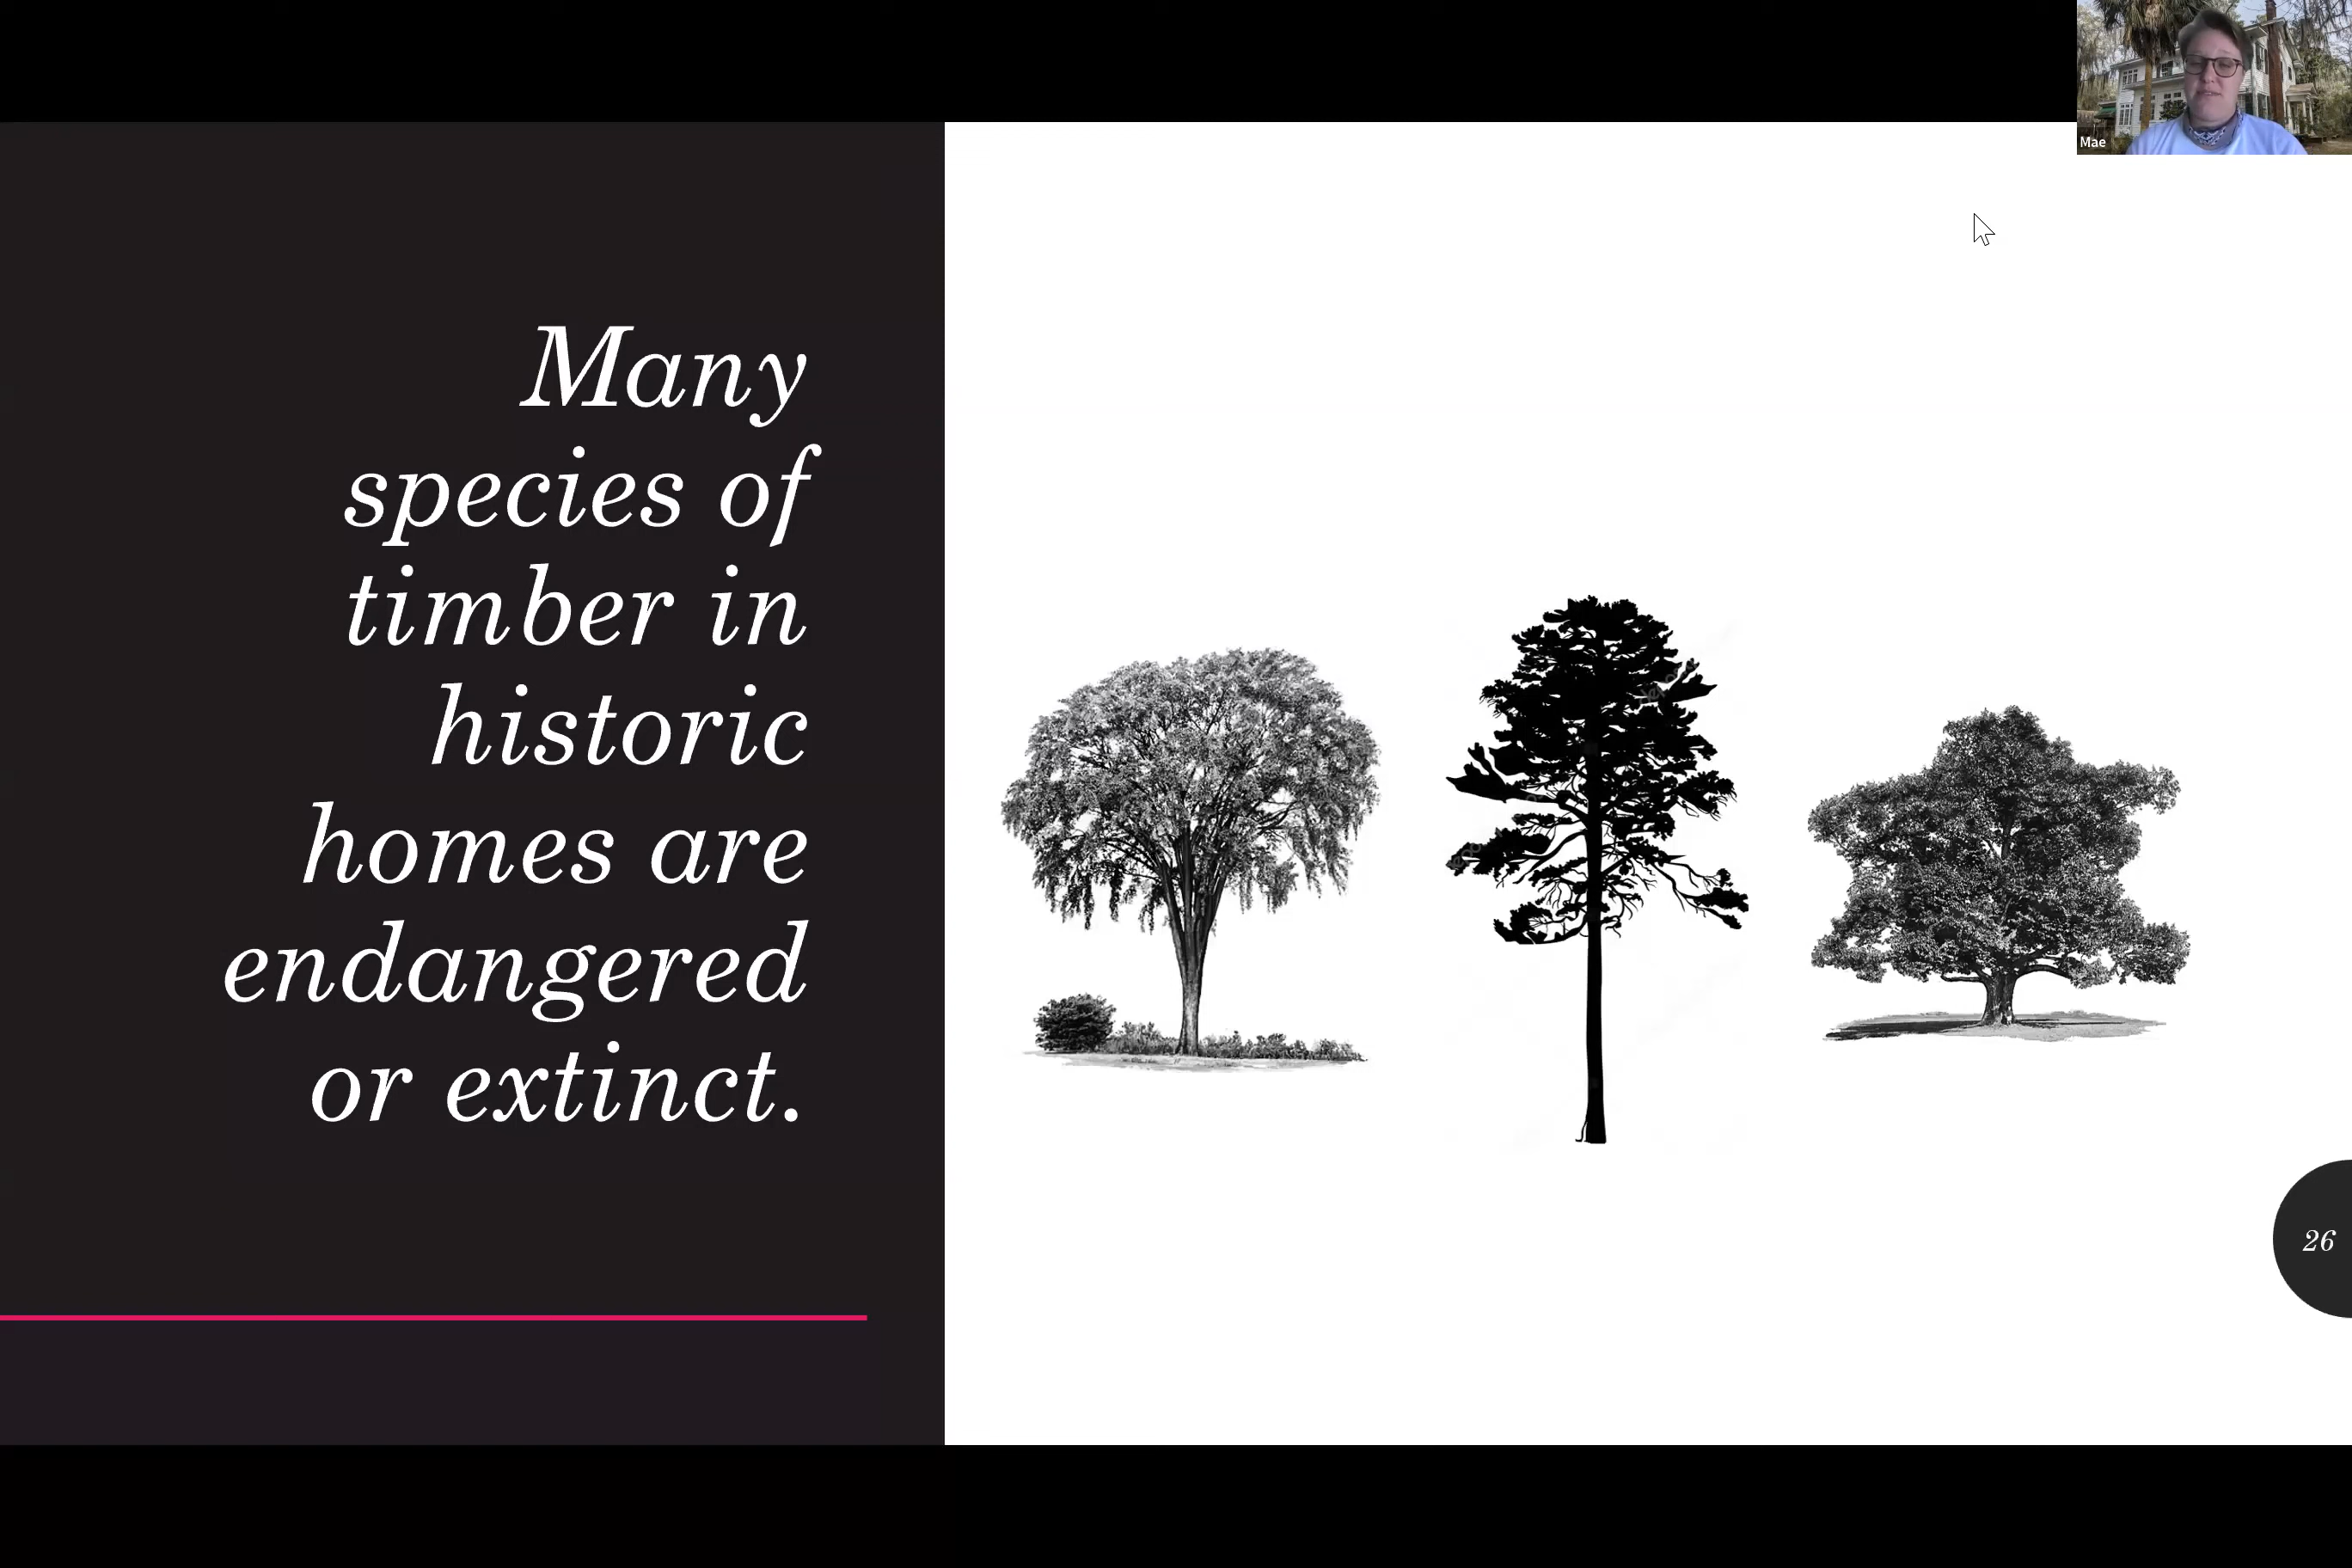 Mae
Many
species of
timber in
historic
homes are
endangered
or extinct.
26